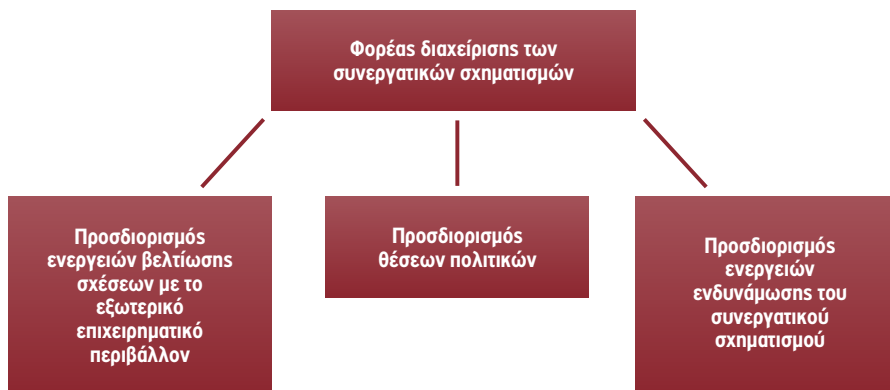 Φορέας διαχείρισης των
συνεργατικών σχηματισμών
Προσδιορισμός
ενεργειών βελτίωσης
σχέσεων με το
εξωτερικό
επιχειρηματικό
περιβάλλον
Προσδιορισμός
θέσεων πολιτικών
Προσδιορισμός
ενεργειών
ενδυνάμωσης του
συνεργατικού
σχηματισμού